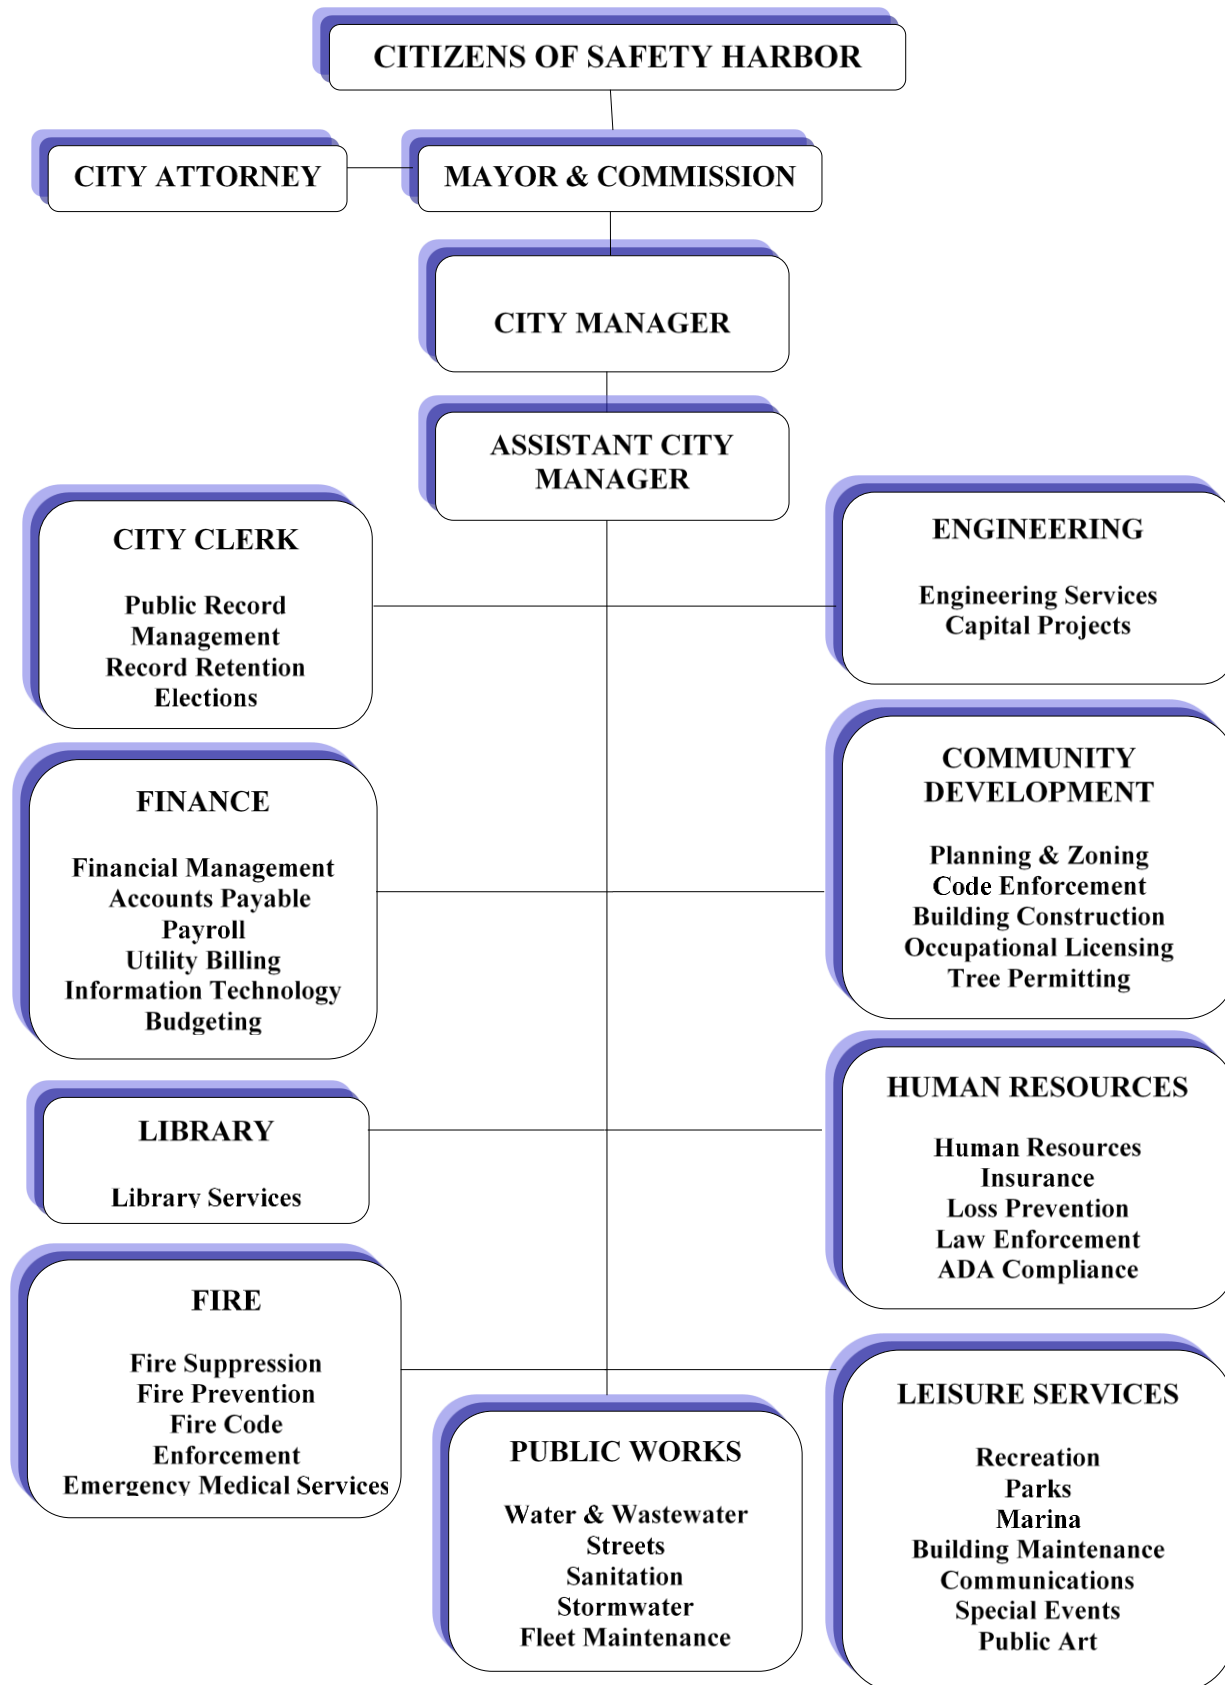 CITIZENS OF SAFETY HARBOR
CITY ATTORNEY
MAYOR & COMMISSION
CITY MANAGER
ASSISTANT CITY
MANAGER
CITY CLERK
Public Record
Management
Record Retention
Elections
ENGINEERING
Engineering Services
Capital Projects
FINANCE
Financial Management
Accounts Payable
Payroll
Utility Billing
Information Technology
Budgeting
COMMUNITY
DEVELOPMENT
Planning & Zoning
Code Enforcement
Building Construction
Occupational Licensing
Tree Permitting
LIBRARY
Library Services
HUMAN RESOURCES
Human Resources
Insurance
Loss Prevention
Law Enforcement
ADA Compliance
FIRE
Fire Suppression
Fire Prevention
Fire Code
Enforcement
Emergency Medical Services
PUBLIC WORKS
Water & Wastewater
Streets
Sanitation
Stormwater
Fleet Maintenance
LEISURE SERVICES
Recreation
Parks
Marina
Building Maintenance
Communications
Special Events
Public Art